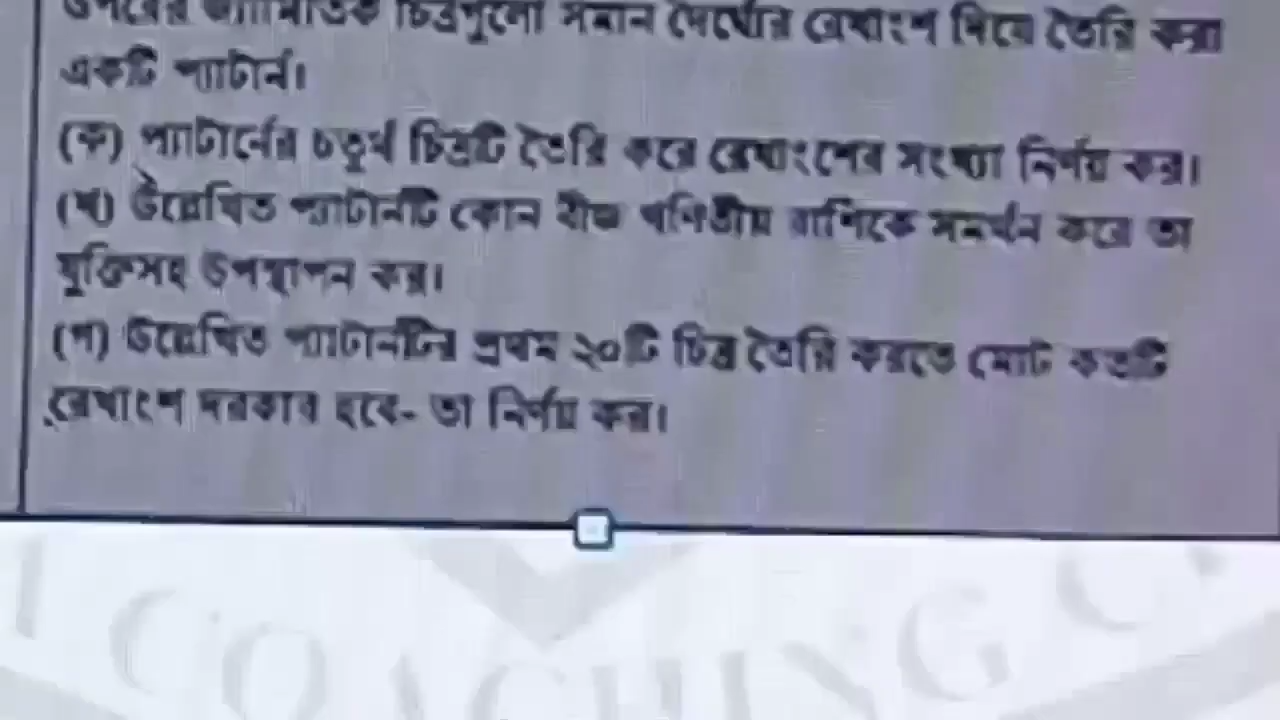 উপরের জ্যামিতিক চিত্রগুলো সমান দৈর্ঘ্যের রেখাংশ দিয়ে তৈরি করা
একটি প্যাটার্ন।
(ক) প্যাটার্নের চতুর্থ চিত্রটি তৈরি করে রেখাংশের সংখ্যা নির্ণয় কর।
(খ) উল্লেখিত প্যাটার্নটি কোন বীজ গণিতীয় রাশিকে সমর্থন করে তা
যুক্তিসহ উপস্থাপন কর।
(গ) উল্লেখিত প্যাটার্নটির প্রথম ২০টি চিত্র তৈরি করতে মোট কতটি
রেখাংশ দরকার হবে- তা নির্ণয় কর।
COACHING C